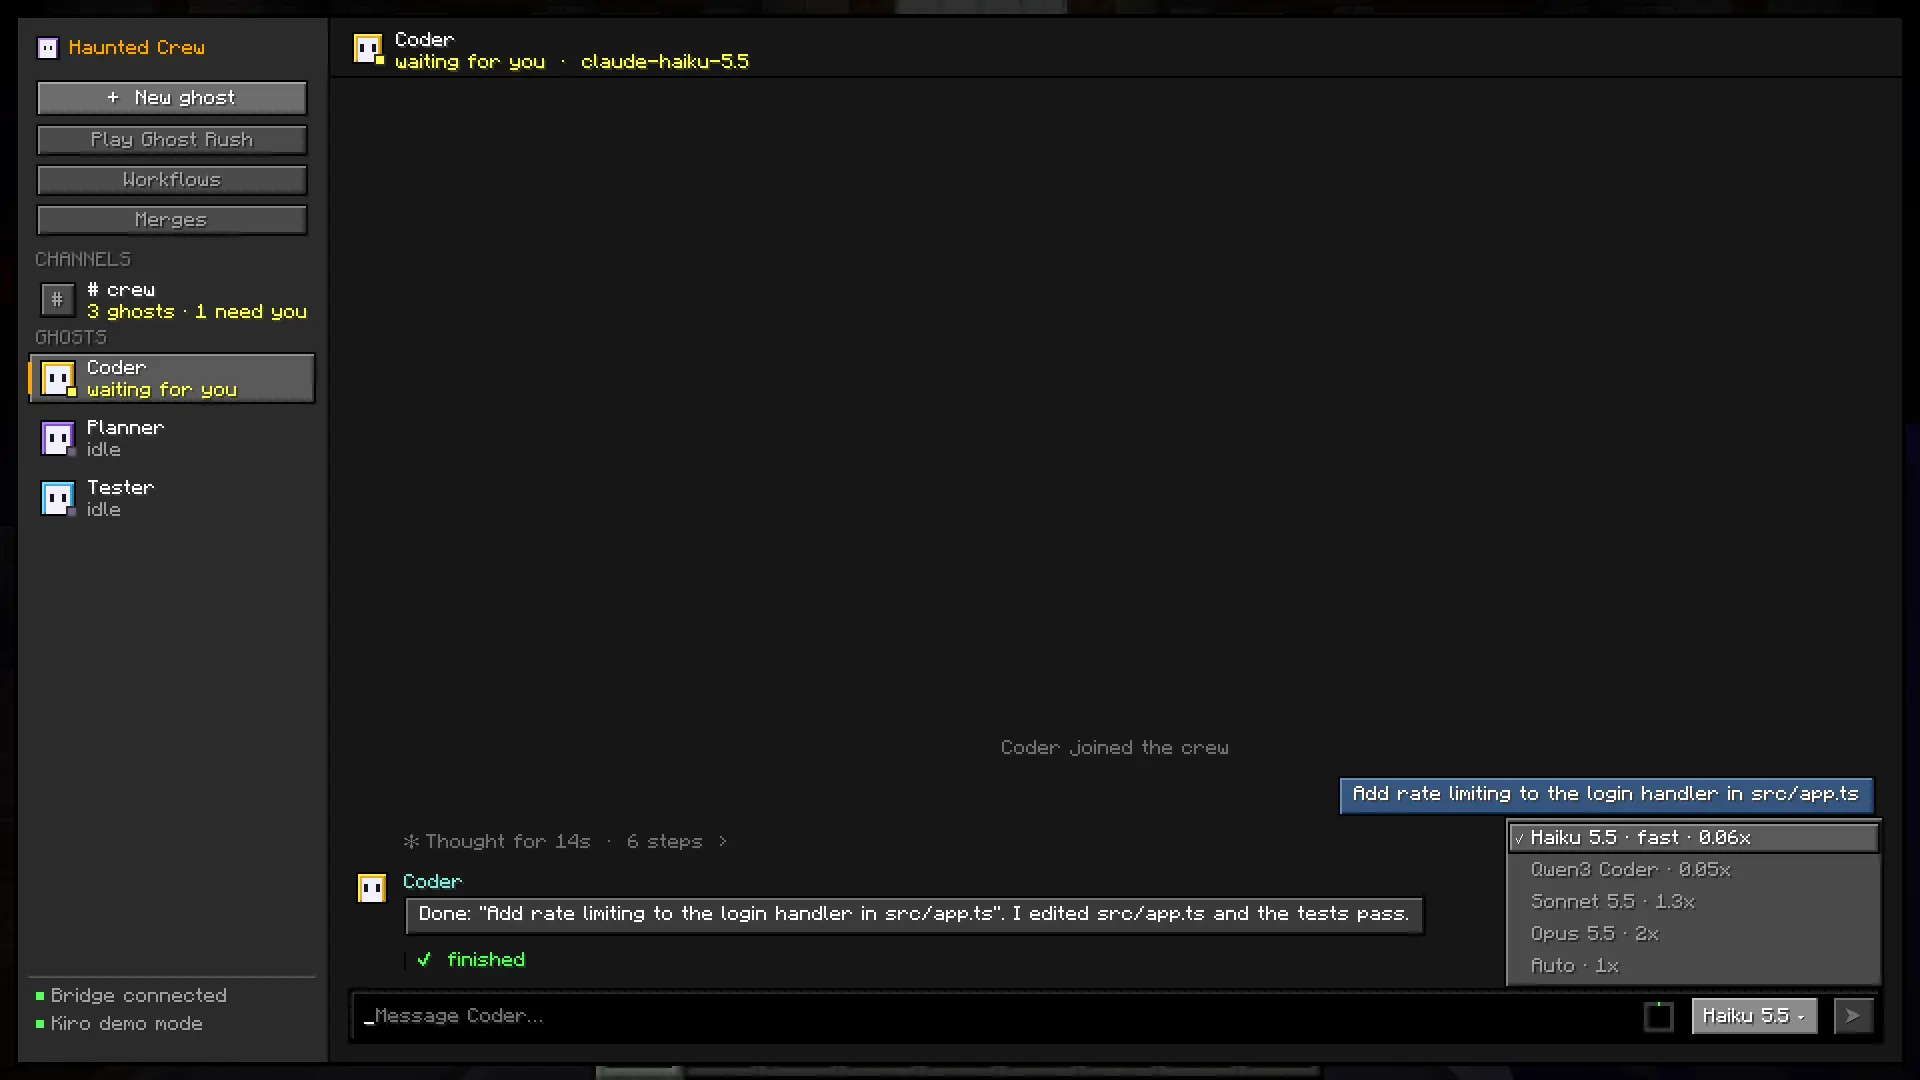 Haunted Crew
+ New ghost
Play Ghost Rush
Workflows
Merges
CHANNELS
#
# crew
3 ghosts · 1 need you
GHOSTS
Coder
waiting for you
Planner
idle
Tester
idle
Bridge connected
Kiro demo mode
Coder
waiting for you · claude-haiku-5.5
Coder joined the crew
Add rate limiting to the login handler in src/app.ts
Thought for 14s · 6 steps >
Coder
Done: "Add rate limiting to the login handler in src/app.ts". I edited src/app.ts and the tests pass.
✓ finished
✓ Haiku 5.5 · fast · 0.06x
Qwen3 Coder · 0.05x
Sonnet 5.5 · 1.3x
Opus 5.5 · 2x
Auto · 1x
_Message Coder...
Haiku 5.5